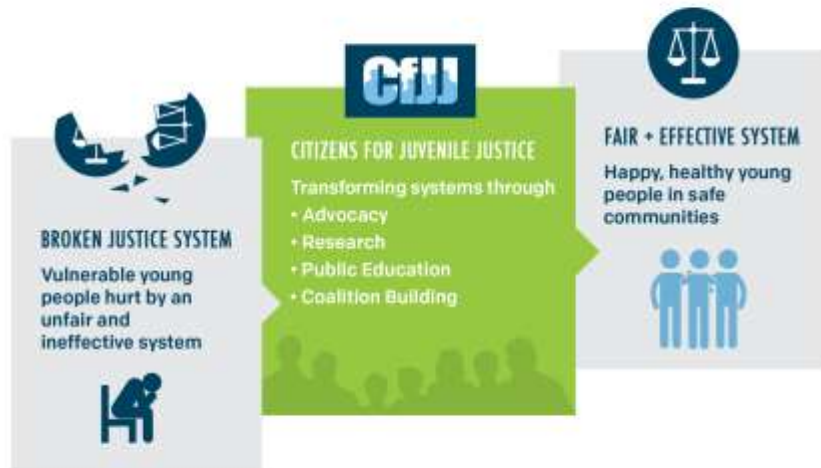 BROKEN JUSTICE SYSTEM
Vulnerable young
people hurt by an
unfair and
ineffective system
CfJJ
CITIZENS FOR JUVENILE JUSTICE
Transforming systems through
• Advocacy
• Research
• Public Education
• Coalition Building
FAIR + EFFECTIVE SYSTEM
Happy, healthy young
people in safe
communities